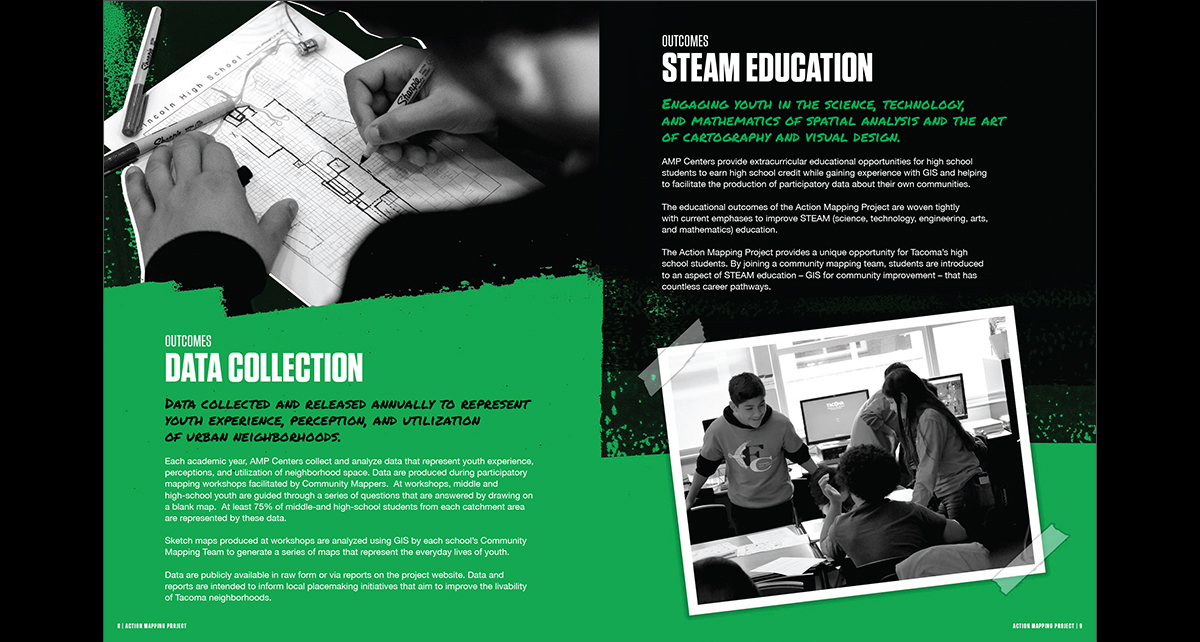 Sharpie
Lincoln High School
Sharpie
Sharpie
OUTCOMES
DATA COLLECTION
DATA COLLECTED AND RELEASED ANNUALLY TO REPRESENT
YOUTH EXPERIENCE, PERCEPTION, AND UTILIZATION
OF URBAN NEIGHBORHOODS.
Each academic year, AMP Centers collect and analyze data that represent youth experience,
perceptions, and utilization of neighborhood space. Data are produced during participatory
mapping workshops facilitated by Community Mappers.  At workshops, middle and
high-school youth are guided through a series of questions that are answered by drawing on
a blank map.  At least 75% of middle-and high-school students from each catchment area
are represented by these data.
Sketch maps produced at workshops are analyzed using GIS by each school's Community
Mapping Team to generate a series of maps that represent the everyday lives of youth.
Data are publicly available in raw form or via reports on the project website. Data and
reports are intended to inform local placemaking initiatives that aim to improve the livability
of Tacoma neighborhoods.
8 | ACTION MAPPING PROJECT
OUTCOMES
STEAM EDUCATION
ENGAGING YOUTH IN THE SCIENCE, TECHNOLOGY,
AND MATHEMATICS OF SPATIAL ANALYSIS AND THE ART
OF CARTOGRAPHY AND VISUAL DESIGN.
AMP Centers provide extracurricular educational opportunities for high school
students to earn high school credit while gaining experience with GIS and helping
to facilitate the production of participatory data about their own communities.
The educational outcomes of the Action Mapping Project are woven tightly
with current emphases to improve STEAM (science, technology, engineering, arts,
and mathematics) education.
The Action Mapping Project provides a unique opportunity for Tacoma's high
school students. By joining a community mapping team, students are introduced
to an aspect of STEAM education – GIS for community improvement – that has
countless career pathways.
TACOMA
FC
ACTION MAPPING PROJECT | 9